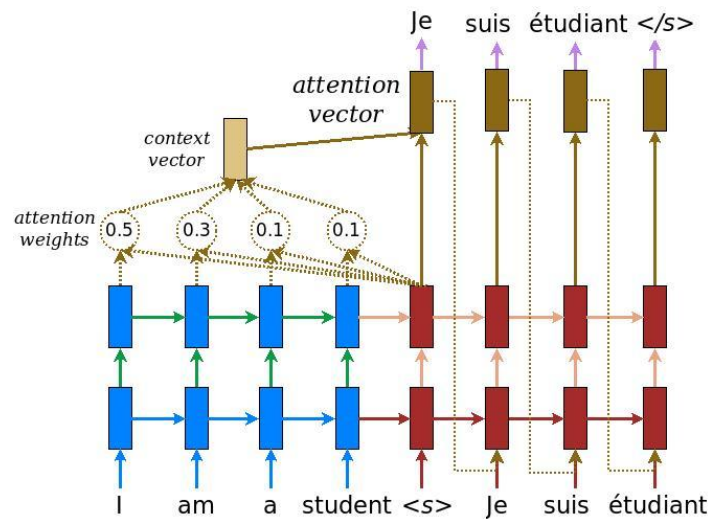 Je suis étudiant </s>
attention
vector
context
vector
attention
weights
0.5 0.3 0.1 0.1
I am a student <s> Je suis étudiant